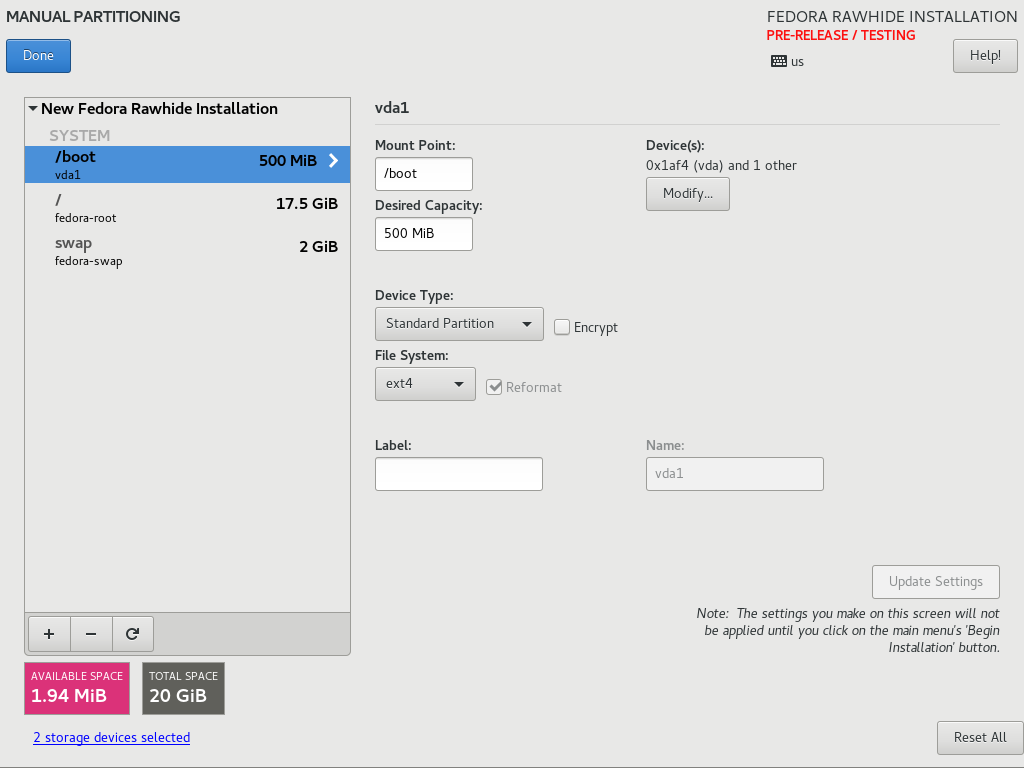 MANUAL PARTITIONING
FEDORA RAWHIDE INSTALLATION
PRE-RELEASE / TESTING
Done
us
Help!
New Fedora Rawhide Installation
SYSTEM
/boot
500 MiB
vda1
/
17.5 GiB
fedora-root
swap
2 GiB
fedora-swap
+
−
AVAILABLE SPACE
1.94 MiB
TOTAL SPACE
20 GiB
2 storage devices selected
vda1
Mount Point:
/boot
Desired Capacity:
500 MiB
Device(s):
0x1af4 (vda) and 1 other
Modify...
Device Type:
Standard Partition
Encrypt
File System:
ext4
Reformat
Label:
Name:
vda1
Update Settings
Note:  The settings you make on this screen will not
be applied until you click on the main menu's 'Begin
Installation' button.
Reset All